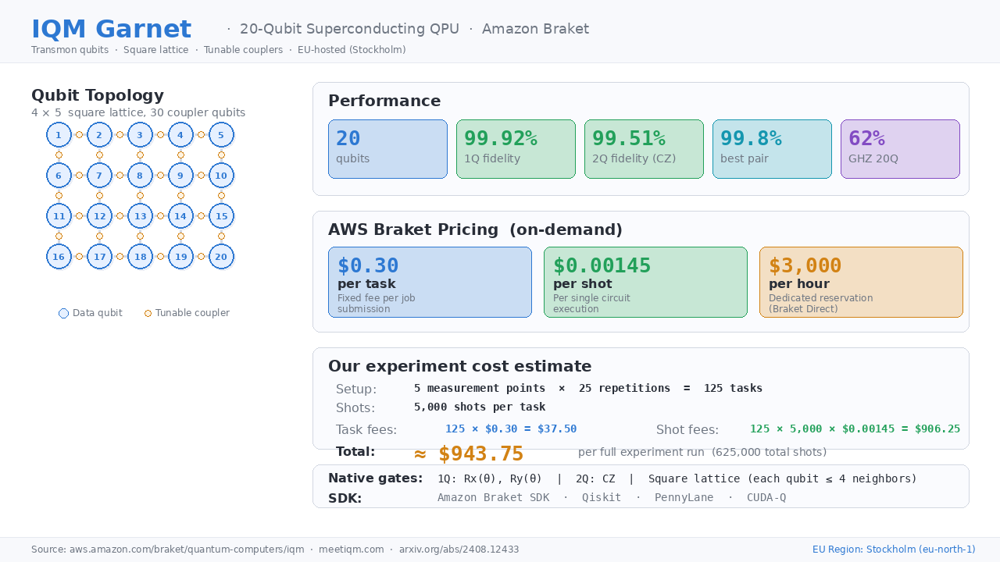 IQM Garnet · 20-Qubit Superconducting QPU · Amazon Braket
Transmon qubits · Square lattice · Tunable couplers · EU-hosted (Stockholm)
Qubit Topology
4 × 5 square lattice, 30 coupler qubits
1 2 3 4 5
6 7 8 9 10
11 12 13 14 15
16 17 18 19 20
Data qubit Tunable coupler
Performance
20 99.92% 99.51% 99.8% 62%
qubits 1Q fidelity 2Q fidelity (CZ) best pair GHZ 20Q
AWS Braket Pricing (on-demand)
$0.30 $0.00145 $3,000
per task per shot per hour
Fixed fee per job Per single circuit Dedicated reservation
submission execution (Braket Direct)
Our experiment cost estimate
Setup: 5 measurement points × 25 repetitions = 125 tasks
Shots: 5,000 shots per task
Task fees: 125 × $0.30 = $37.50 Shot fees: 125 × 5,000 × $0.00145 = $906.25
Total: ≈ $943.75 per full experiment run (625,000 total shots)
Native gates: 1Q: Rx(θ), Ry(θ) | 2Q: CZ | Square lattice (each qubit ≤ 4 neighbors)
SDK: Amazon Braket SDK · Qiskit · PennyLane · CUDA-Q
Source: aws.amazon.com/braket/quantum-computers/iqm · meetiqm.com · arxiv.org/abs/2408.12433
EU Region: Stockholm (eu-north-1)